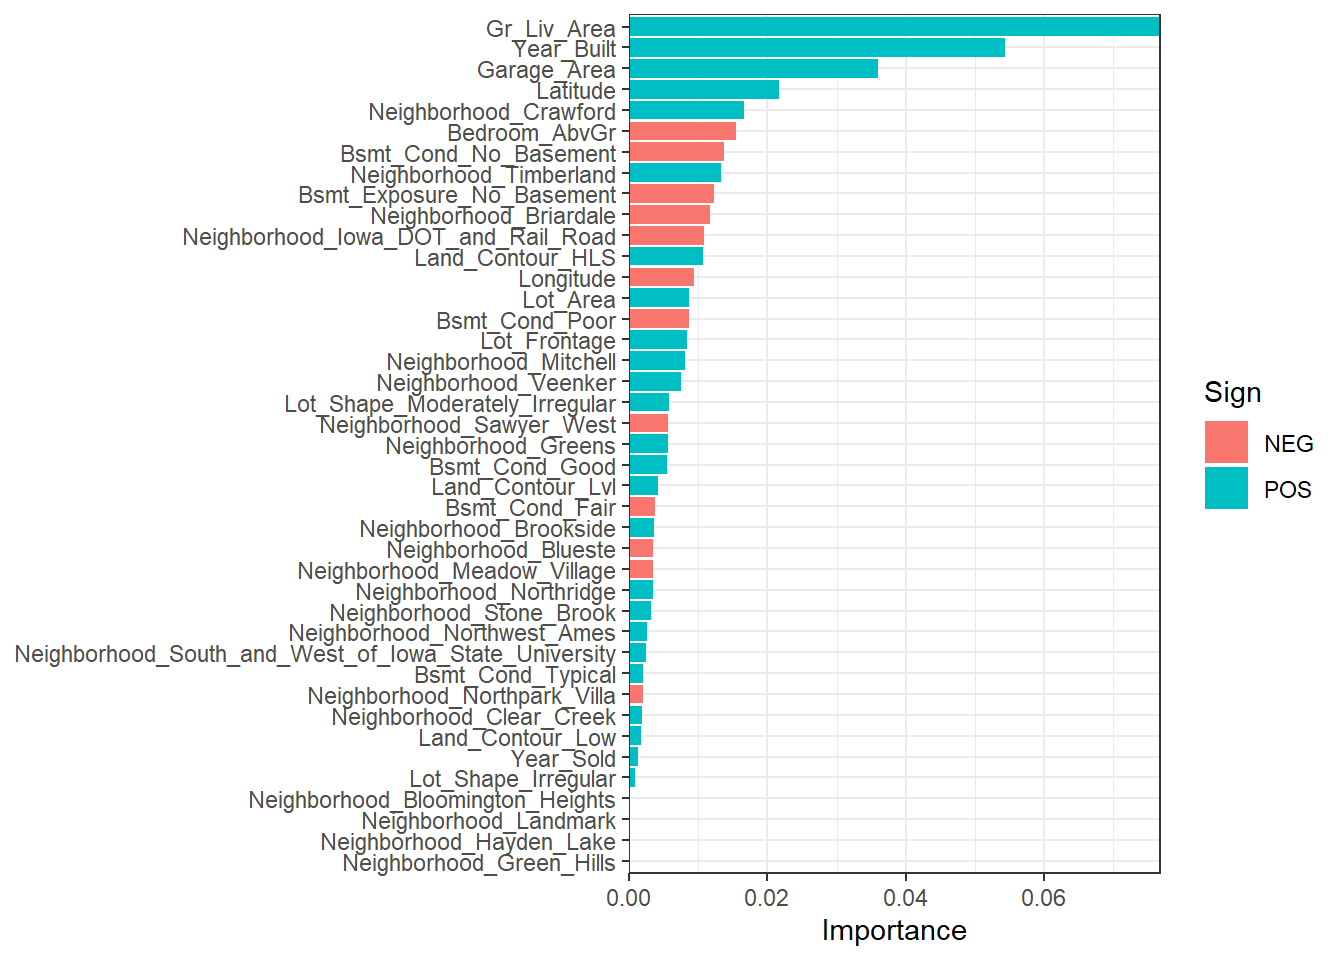 Gr_Liv_Area
Year_Built
Garage_Area
Latitude
Neighborhood_Crawford
Bedroom_AbvGr
Bsmt_Cond_No_Basement
Neighborhood_Timberland
Bsmt_Exposure_No_Basement
Neighborhood_Briardale
Neighborhood_Iowa_DOT_and_Rail_Road
Land_Contour_HLS
Longitude
Lot_Area
Bsmt_Cond_Poor
Lot_Frontage
Neighborhood_Mitchell
Neighborhood_Veenker
Lot_Shape_Moderately_Irregular
Neighborhood_Sawyer_West
Neighborhood_Greens
Bsmt_Cond_Good
Land_Contour_Lvl
Bsmt_Cond_Fair
Neighborhood_Brookside
Neighborhood_Blueste
Neighborhood_Meadow_Village
Neighborhood_Northridge
Neighborhood_Stone_Brook
Neighborhood_Northwest_Ames
Neighborhood_South_and_West_of_Iowa_State_University
Bsmt_Cond_Typical
Neighborhood_Northpark_Villa
Neighborhood_Clear_Creek
Land_Contour_Low
Year_Sold
Lot_Shape_Irregular
Neighborhood_Bloomington_Heights
Neighborhood_Landmark
Neighborhood_Hayden_Lake
Neighborhood_Green_Hills
0.00 0.02 0.04 0.06
Importance
Sign
NEG
POS